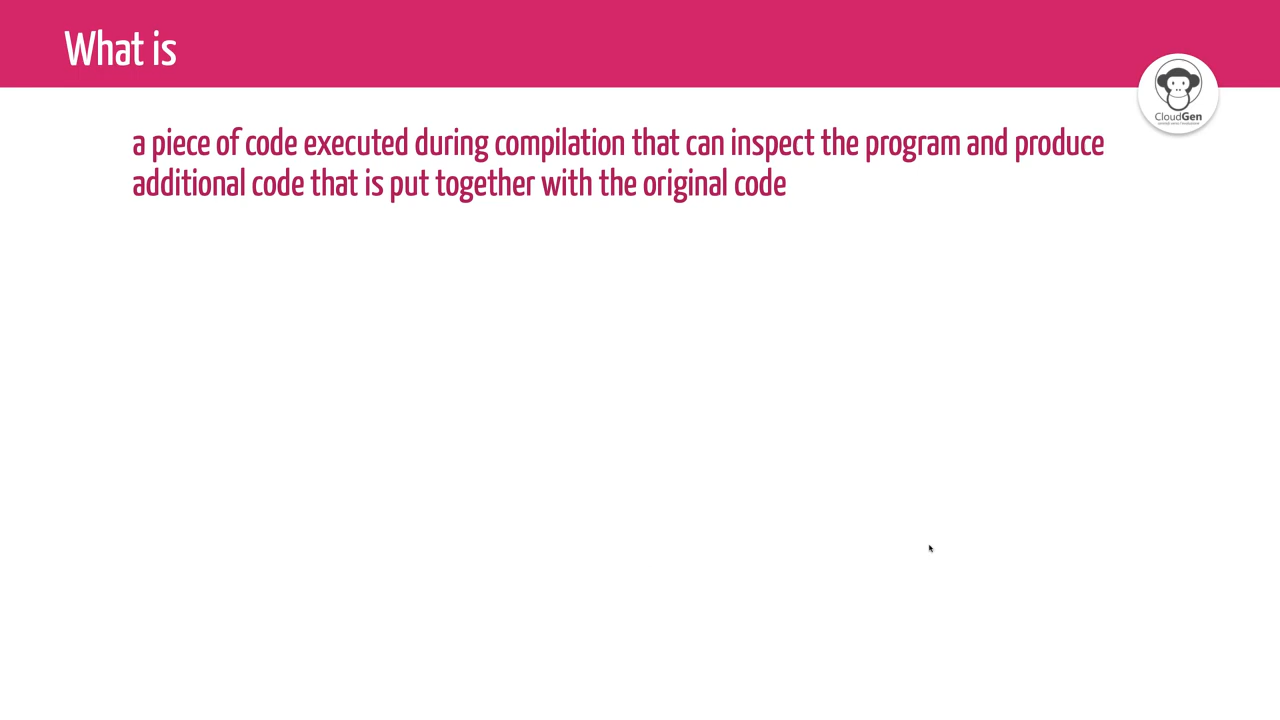 What is
a piece of code executed during compilation that can inspect the program and produce
additional code that is put together with the original code
CloudGen